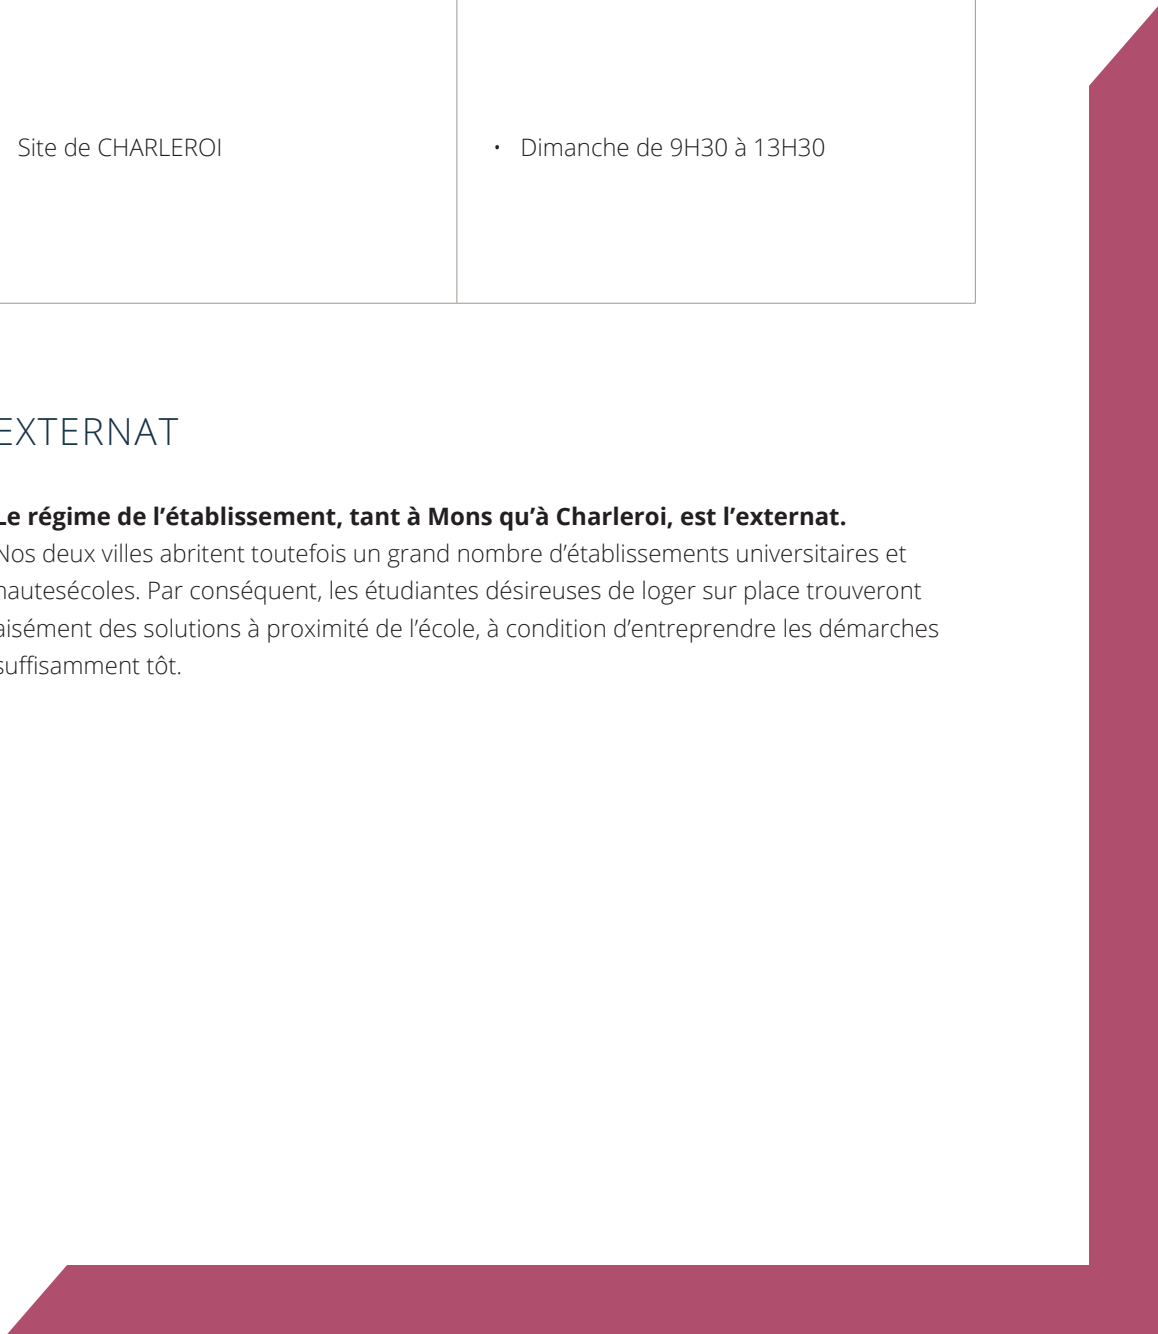 Site de CHARLEROI
• Dimanche de 9H30 à 13H30
EXTERNAT
Le régime de l’établissement, tant à Mons qu’à Charleroi, est l’externat.
Nos deux villes abritent toutefois un grand nombre d’établissements universitaires et
hautesécoles. Par conséquent, les étudiantes désireuses de loger sur place trouveront
aisément des solutions à proximité de l’école, à condition d’entreprendre les démarches
suffisamment tôt.